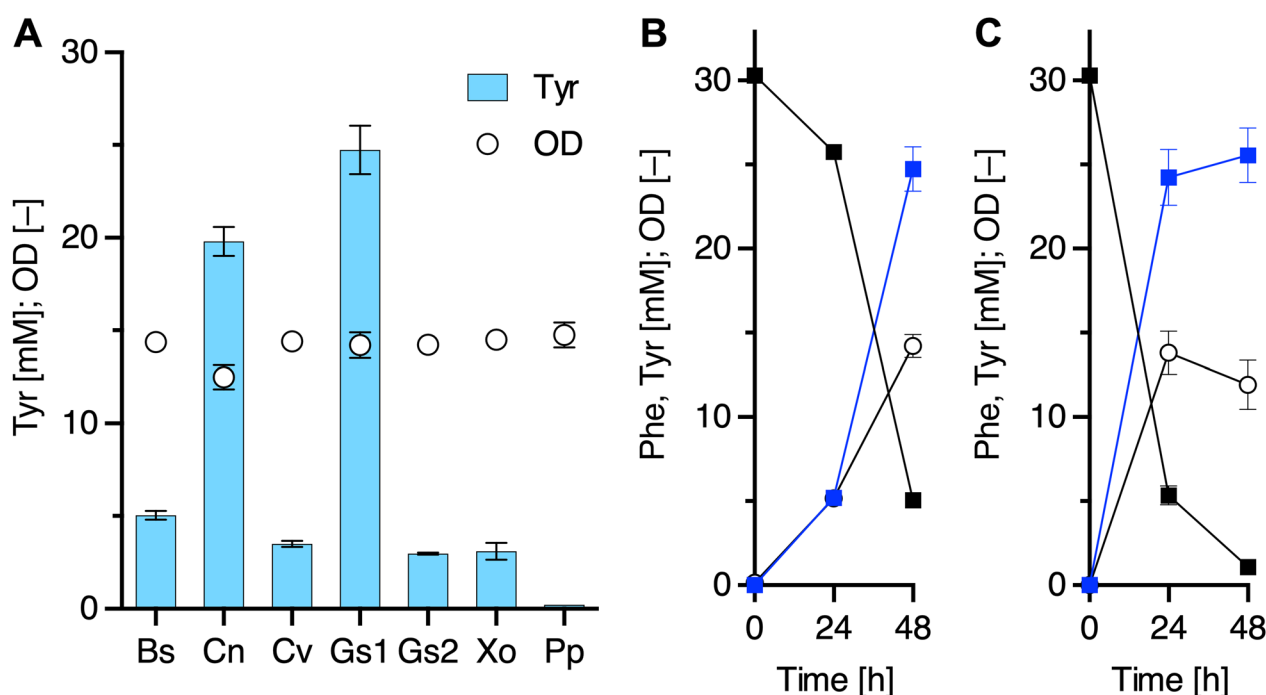 A
Tyr [mM]; OD [–]
30
20
10
0
Tyr
OD
Bs Cn Cv Gs1 Gs2 Xo Pp
B
Phe, Tyr [mM]; OD [–]
30
20
10
0
0 24 48
Time [h]
C
Phe, Tyr [mM]; OD [–]
30
20
10
0
0 24 48
Time [h]